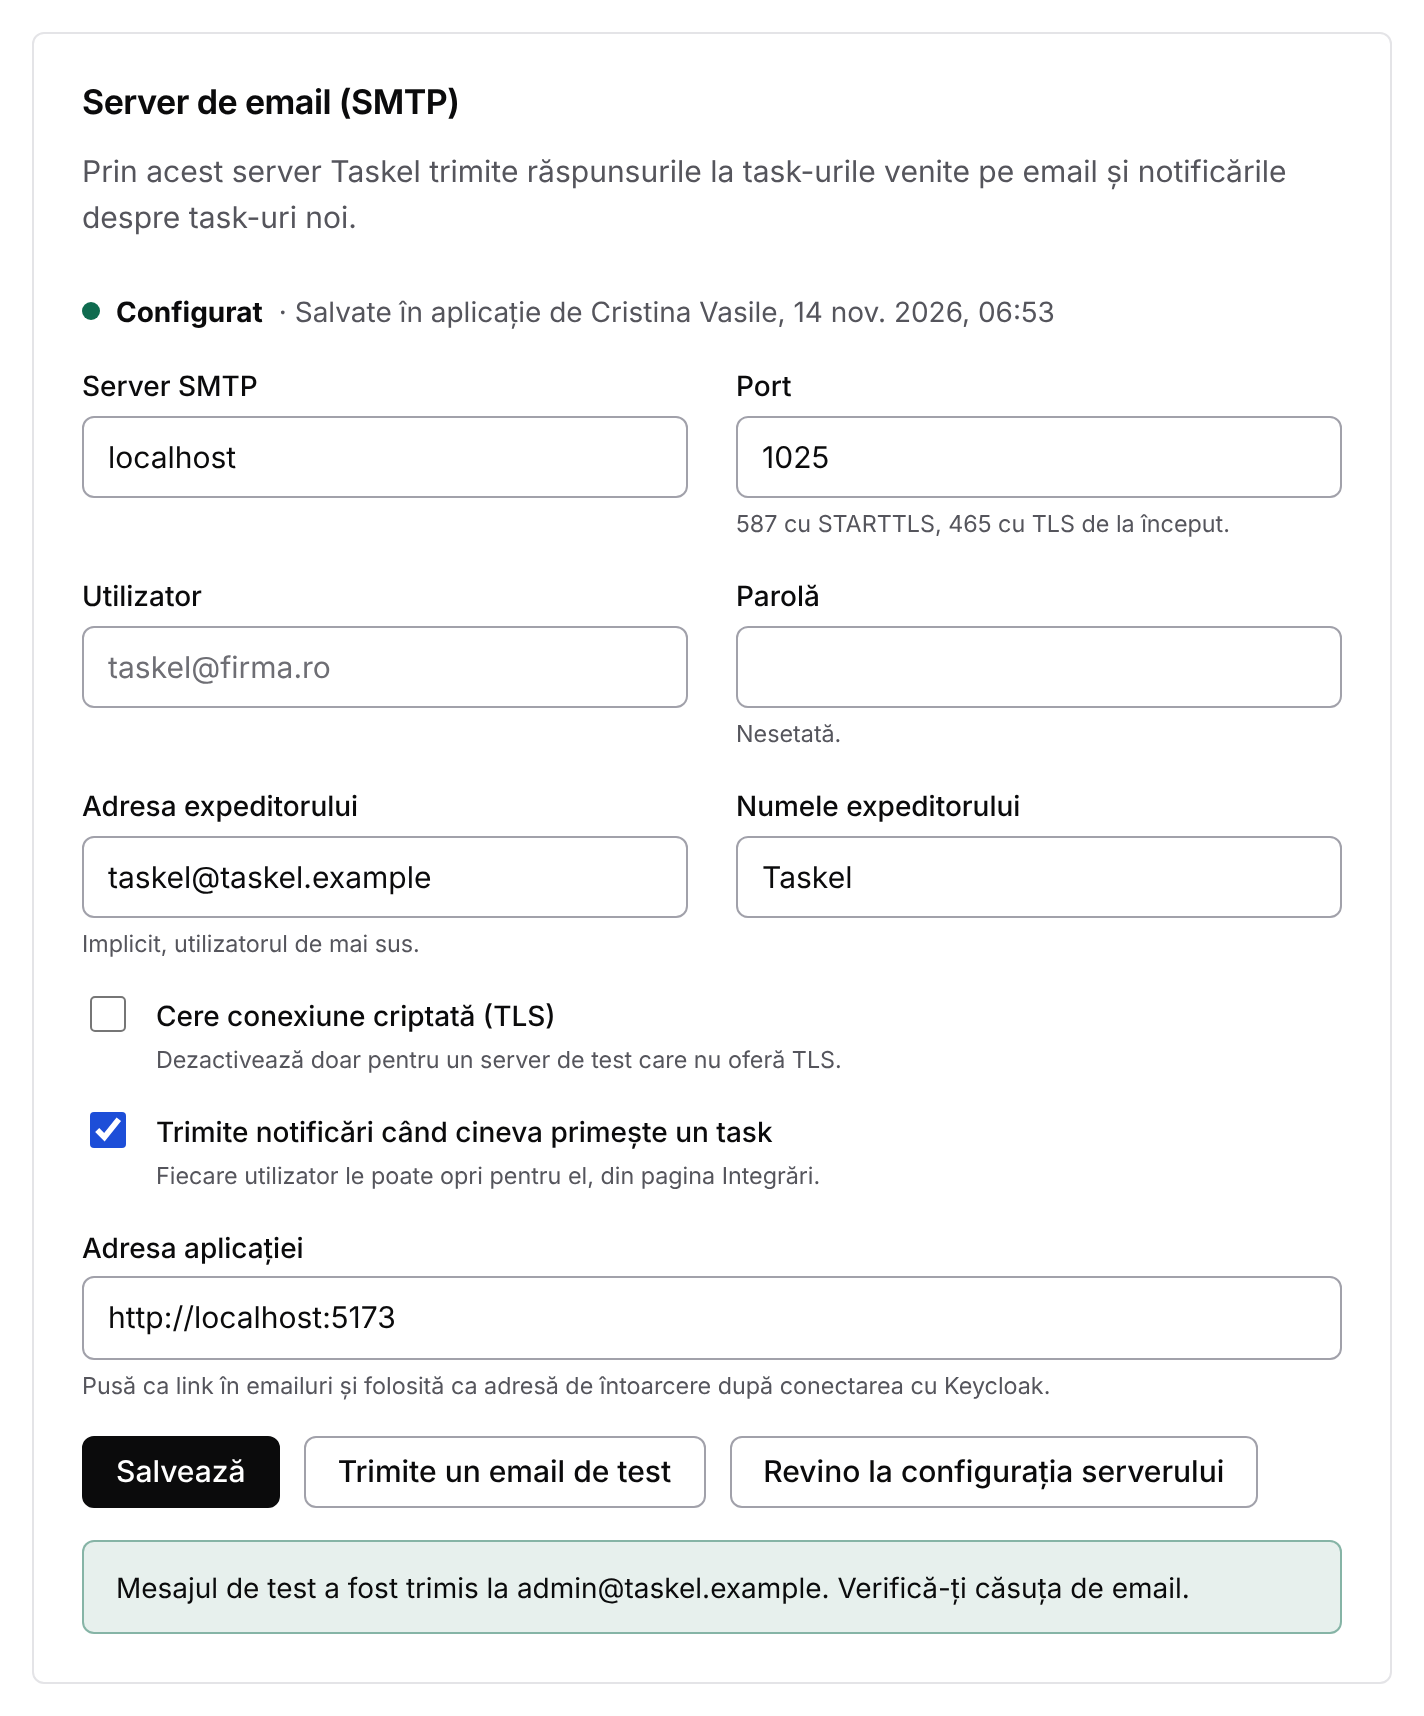 Server de email (SMTP)
Prin acest server Taskel trimite răspunsurile la task-urile venite pe email și notificările
despre task-uri noi.
Configurat · Salvate în aplicație de Cristina Vasile, 14 nov. 2026, 06:53
Server SMTP
localhost
Port
1025
587 cu STARTTLS, 465 cu TLS de la început.
Utilizator
taskel@firma.ro
Parolă
Nesetată.
Adresa expeditorului
taskel@taskel.example
Implicit, utilizatorul de mai sus.
Numele expeditorului
Taskel
Cere conexiune criptată (TLS)
Dezactivează doar pentru un server de test care nu oferă TLS.
Trimite notificări când cineva primește un task
Fiecare utilizator le poate opri pentru el, din pagina Integrări.
Adresa aplicației
http://localhost:5173
Pusă ca link în emailuri și folosită ca adresă de întoarcere după conectarea cu Keycloak.
Salvează
Trimite un email de test
Revino la configurația serverului
Mesajul de test a fost trimis la admin@taskel.example. Verifică-ți căsuța de email.